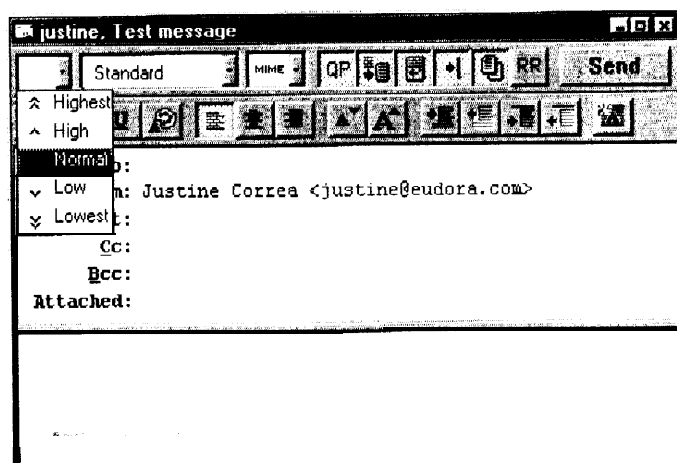 justine, Test message
Standard MIME QP RR Send
Highest
High
Normal
Low
Lowest
o:
m: Justine Correa <justine@eudora.com>
t:
Cc:
Bcc:
Attached: